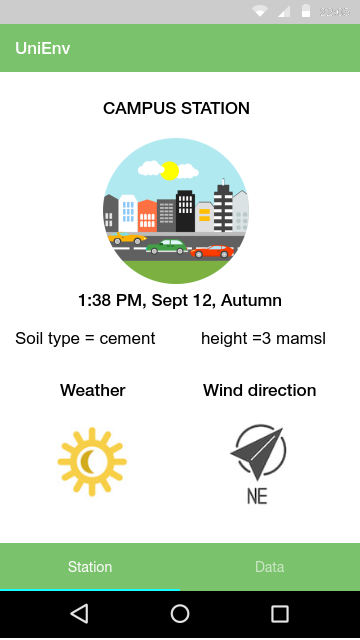 UniEnv
CAMPUS STATION
1:38 PM, Sept 12, Autumn
Soil type = cement height =3 mamsl
Weather Wind direction
NE
Station Data